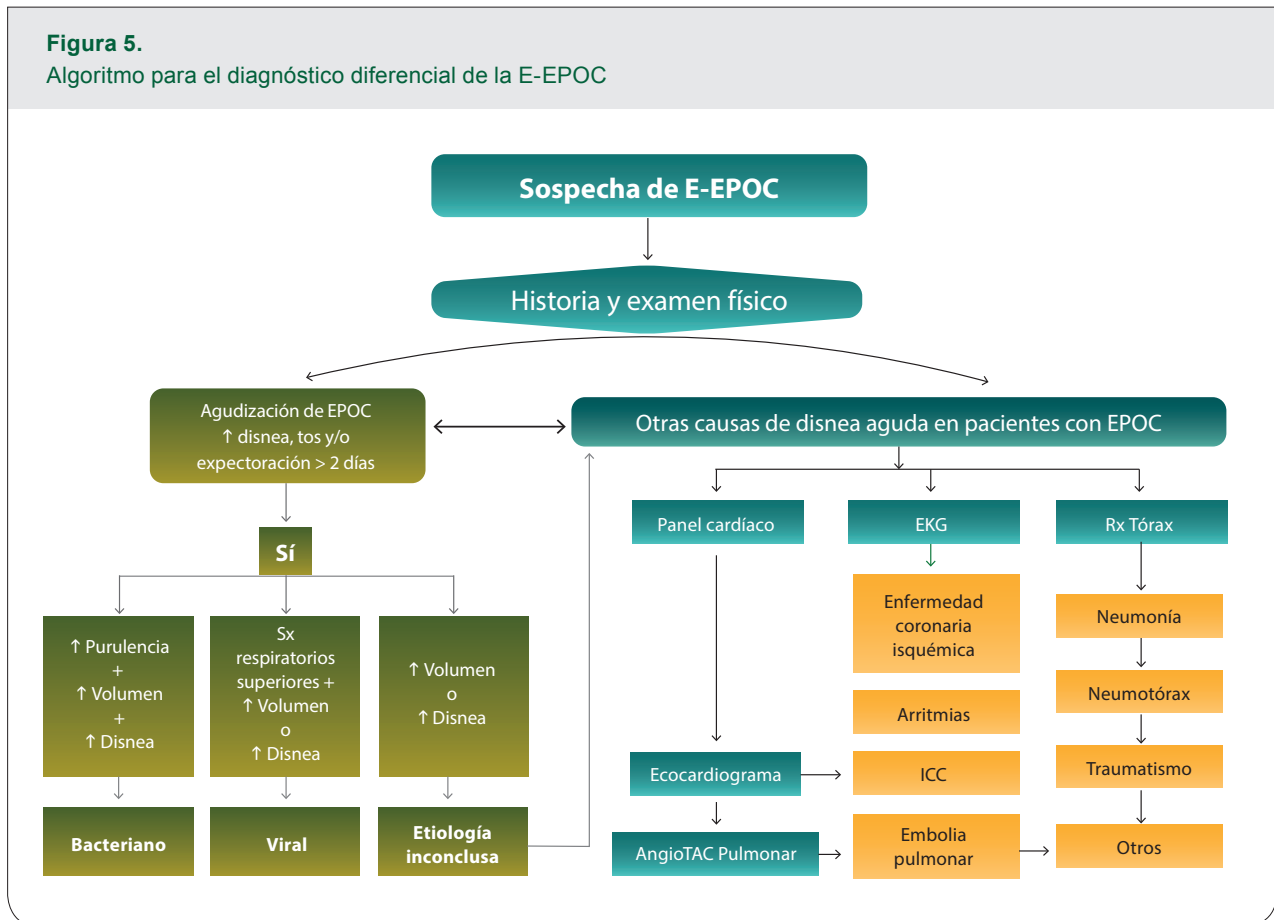 Figura 5.
Algoritmo para el diagnóstico diferencial de la E-EPOC
Sospecha de E-EPOC
Historia y examen físico
Agudización de EPOC
↑ disnea, tos y/o
expectoración > 2 días
Otras causas de disnea aguda en pacientes con EPOC
Sí
↑ Purulencia
+
↑ Volumen
+
↑ Disnea
Sx
respiratorios
superiores +
↑ Volumen
o
↑ Disnea
↑ Volumen
o
↑ Disnea
Bacteriano
Viral
Etiología
inconclusa
Panel cardíaco
EKG
Rx Tórax
Enfermedad
coronaria
isquémica
Arritmias
Ecocardiograma
ICC
AngioTAC Pulmonar
Embolia
pulmonar
Neumonía
Neumotórax
Traumatismo
Otros